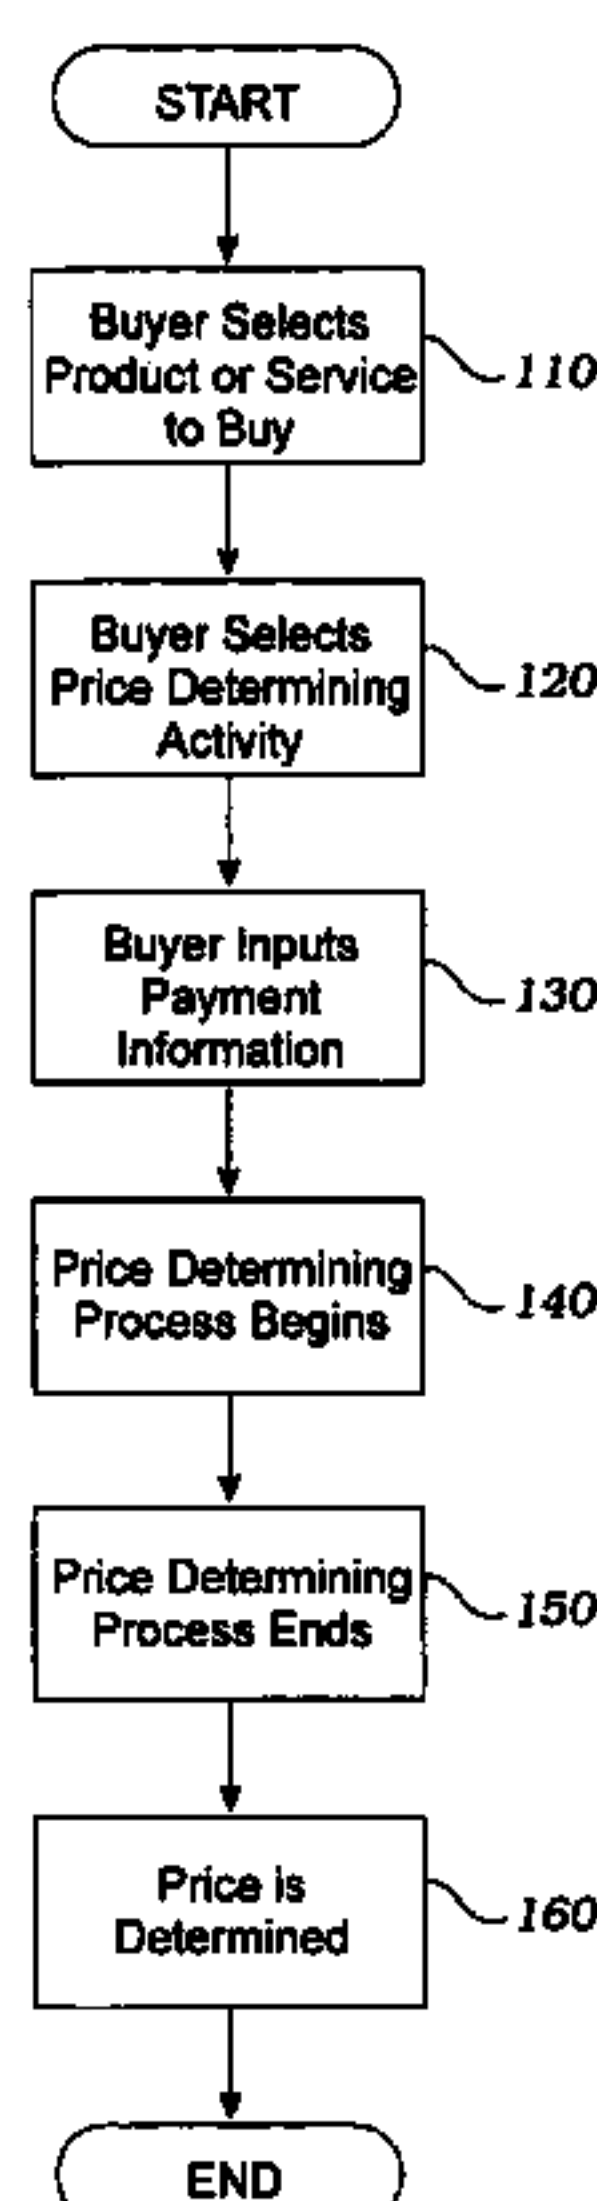 START
Buyer Selects
Product or Service
to Buy
110
Buyer Selects
Price Determining
Activity
120
Buyer Inputs
Payment
Information
130
Price Determining
Process Begins
140
Price Determining
Process Ends
150
Price is
Determined
160
END